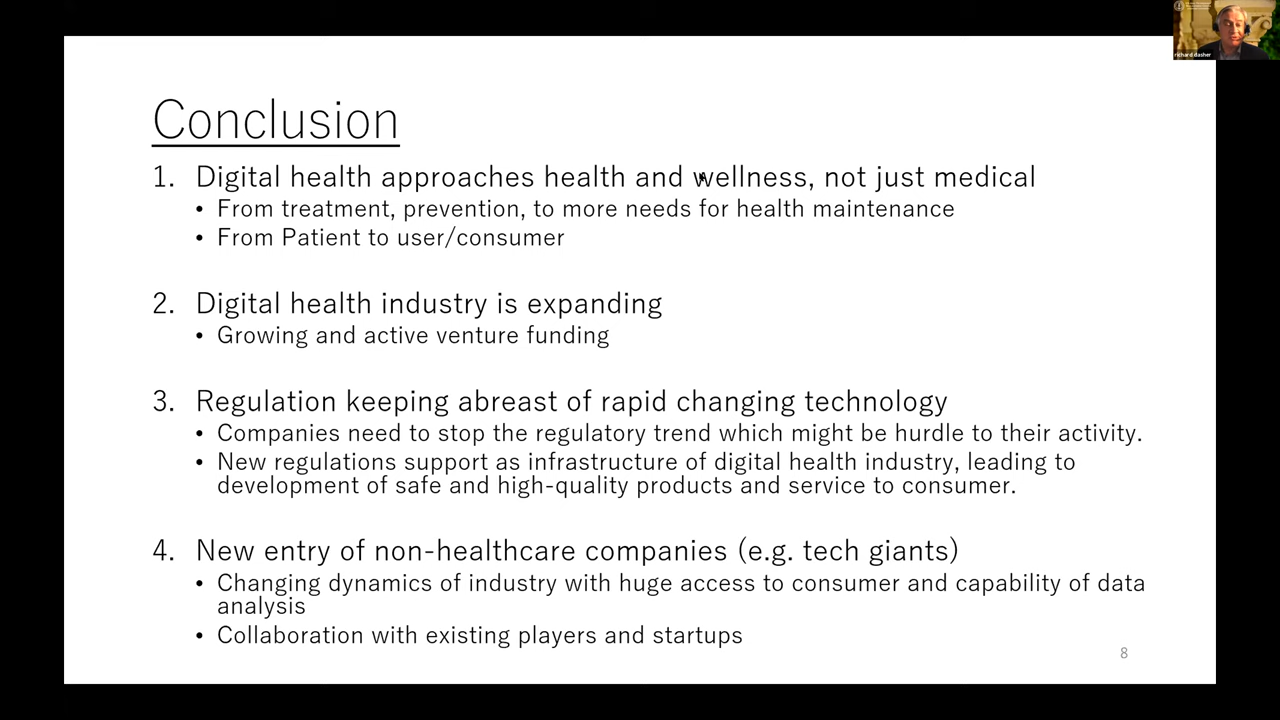 Conclusion
1. Digital health approaches health and wellness, not just medical
• From treatment, prevention, to more needs for health maintenance
• From Patient to user/consumer
2. Digital health industry is expanding
• Growing and active venture funding
3. Regulation keeping abreast of rapid changing technology
• Companies need to stop the regulatory trend which might be hurdle to their activity.
• New regulations support as infrastructure of digital health industry, leading to
development of safe and high-quality products and service to consumer.
4. New entry of non-healthcare companies (e.g. tech giants)
• Changing dynamics of industry with huge access to consumer and capability of data
analysis
• Collaboration with existing players and startups
8
richard dasher